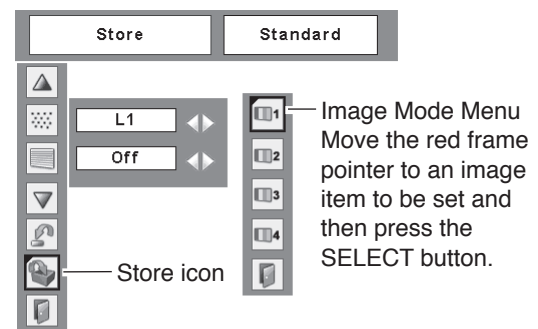 Store
Standard
L1
Off
1
2
3
4
Image Mode Menu
Move the red frame
pointer to an image
item to be set and
then press the
SELECT button.
Store icon